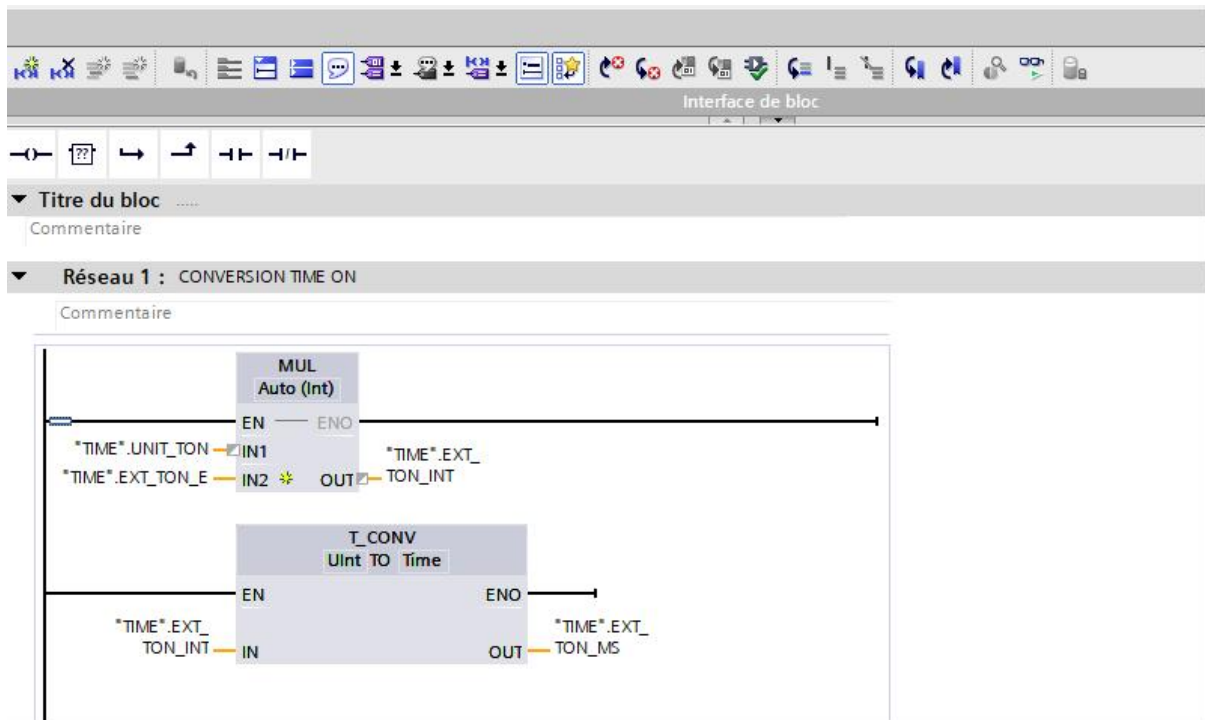 Interface de bloc
??
Titre du bloc .....
Commentaire
Réseau 1 : CONVERSION TIME ON
Commentaire
MUL
Auto (Int)
EN ENO
"TIME".UNIT_TON IN1
"TIME".EXT_
"TIME".EXT_TON_E IN2 OUT TON_INT
T_CONV
UInt TO Time
EN ENO
"TIME".EXT_ "TIME".EXT_
TON_INT IN OUT TON_MS